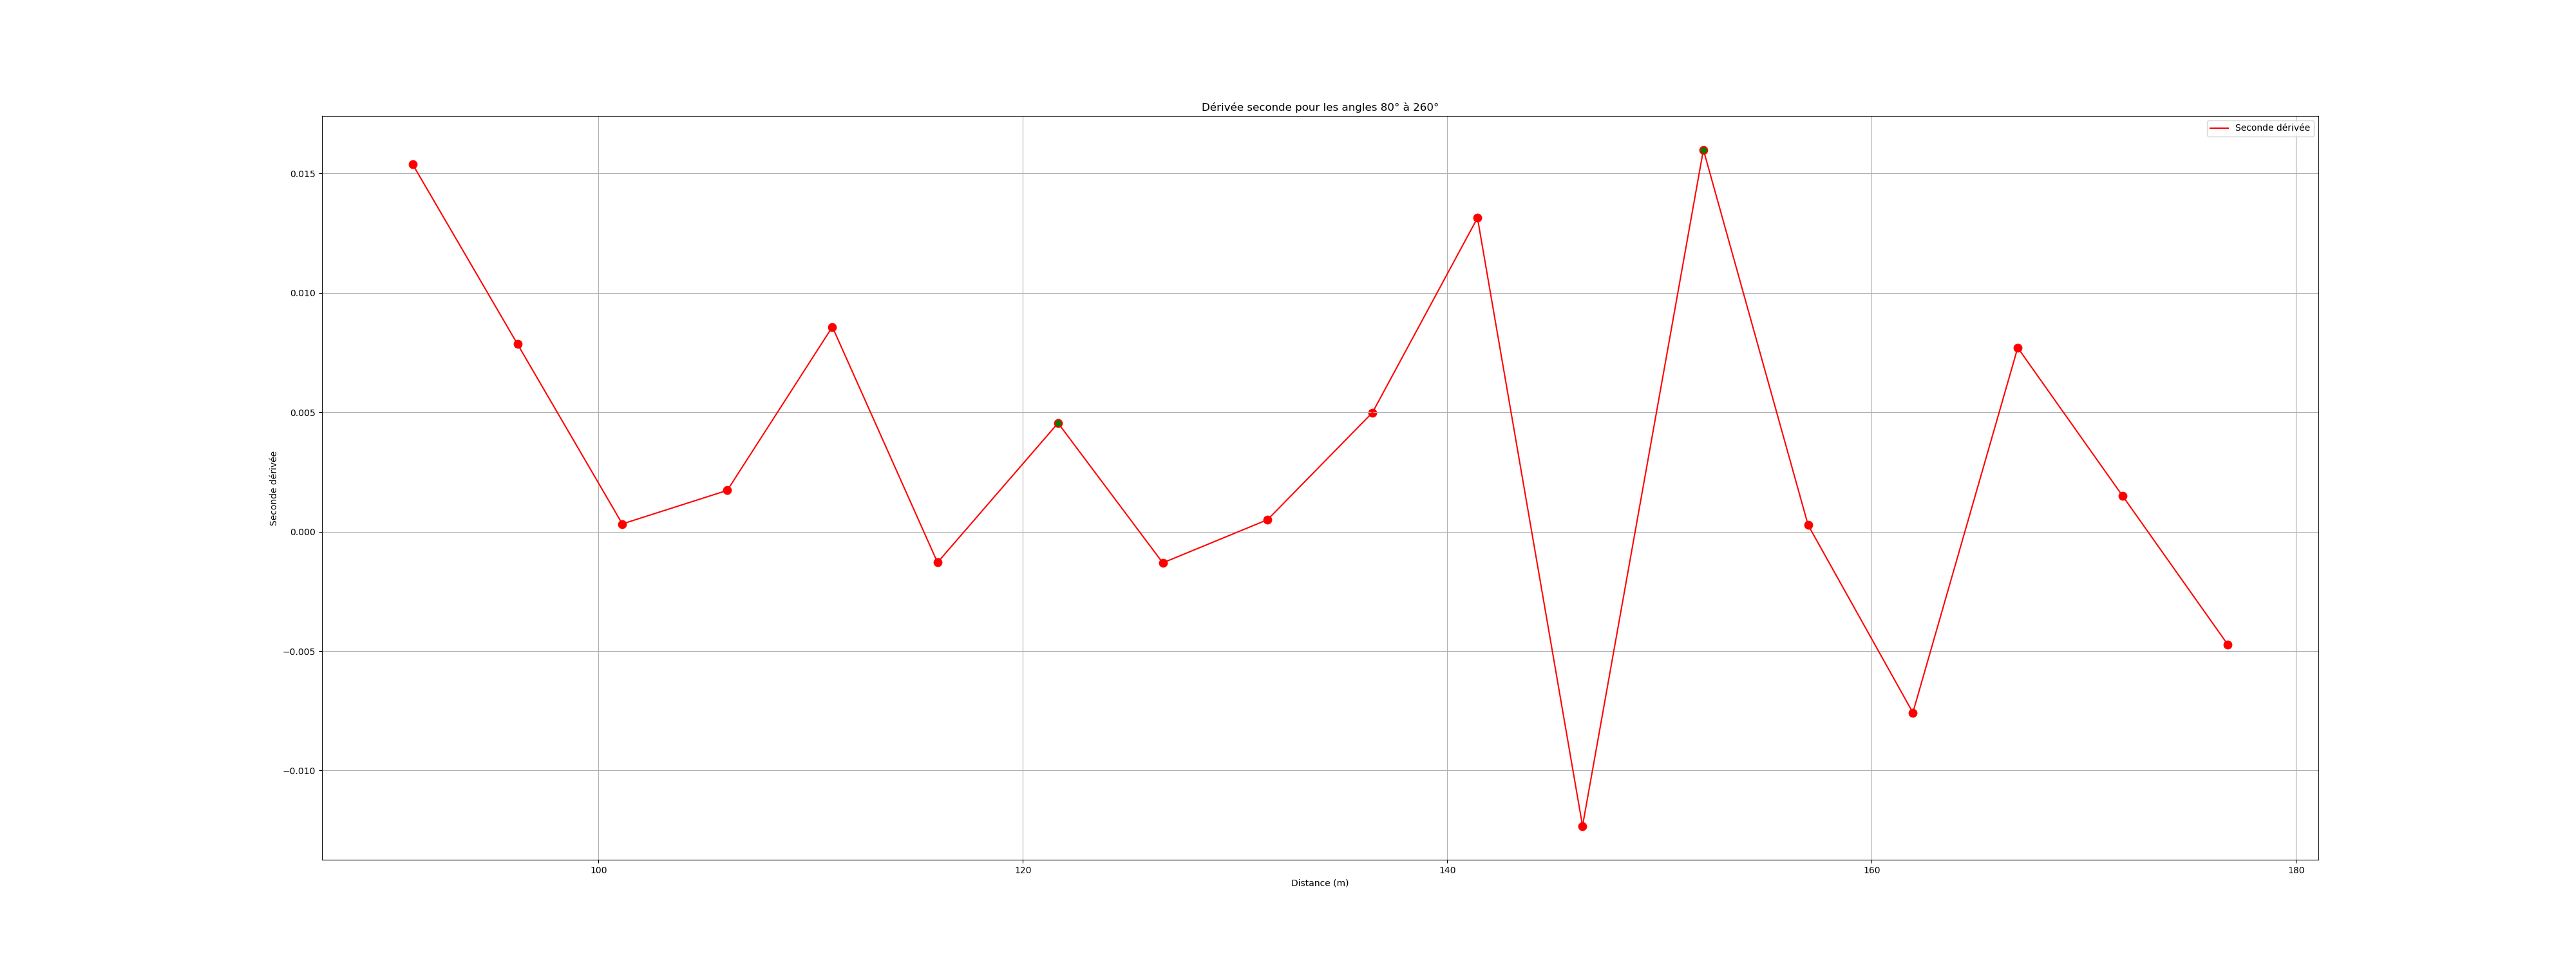 Dérivée seconde pour les angles 80° à 260°
Seconde dérivée
0.015
0.010
0.005
0.000
−0.005
−0.010
Seconde dérivée
100
120
140
160
180
Distance (m)